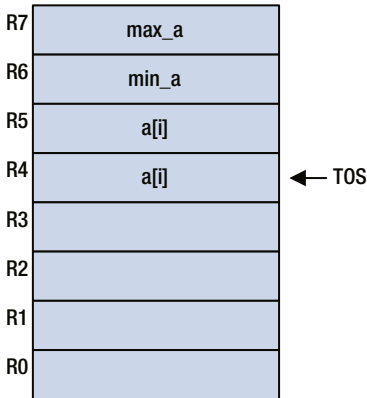 R7 max_a
R6 min_a
R5 a[i]
R4 a[i] TOS
R3
R2
R1
R0